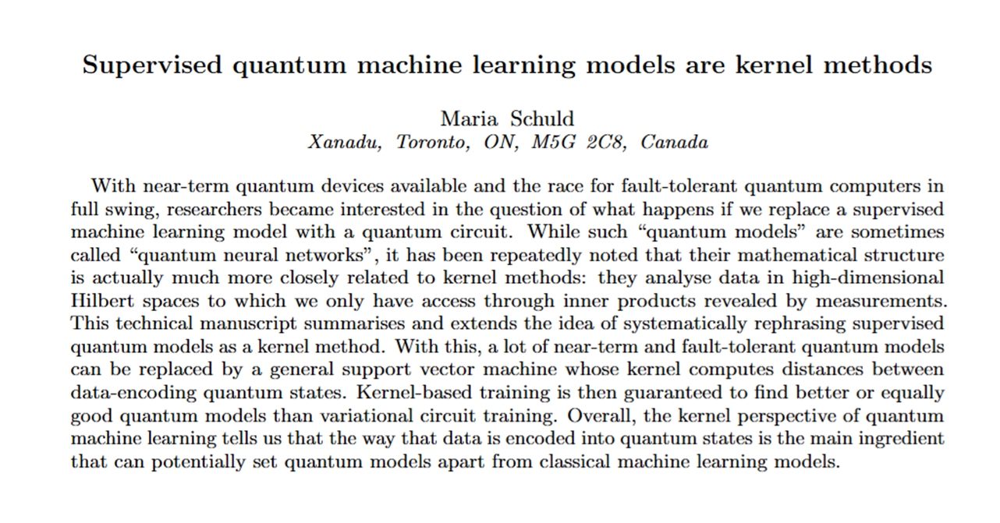 Supervised quantum machine learning models are kernel methods
Maria Schuld
Xanadu, Toronto, ON, M5G 2C8, Canada
With near-term quantum devices available and the race for fault-tolerant quantum computers in
full swing, researchers became interested in the question of what happens if we replace a supervised
machine learning model with a quantum circuit. While such “quantum models” are sometimes
called “quantum neural networks”, it has been repeatedly noted that their mathematical structure
is actually much more closely related to kernel methods: they analyse data in high-dimensional
Hilbert spaces to which we only have access through inner products revealed by measurements.
This technical manuscript summarises and extends the idea of systematically rephrasing supervised
quantum models as a kernel method. With this, a lot of near-term and fault-tolerant quantum models
can be replaced by a general support vector machine whose kernel computes distances between
data-encoding quantum states. Kernel-based training is then guaranteed to find better or equally
good quantum models than variational circuit training. Overall, the kernel perspective of quantum
machine learning tells us that the way that data is encoded into quantum states is the main ingredient
that can potentially set quantum models apart from classical machine learning models.